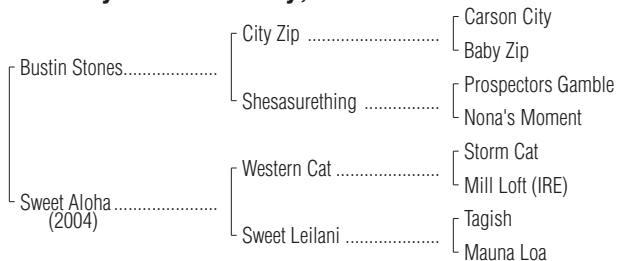 City Zip ..................
Carson City
Baby Zip
Bustin Stones....................
Shesasurething ................
Prospectors Gamble
Nona's Moment
Western Cat ......................
Storm Cat
Mill Loft (IRE)
Sweet Aloha ......................
(2004)
Sweet Leilani ....................
Tagish
Mauna Loa